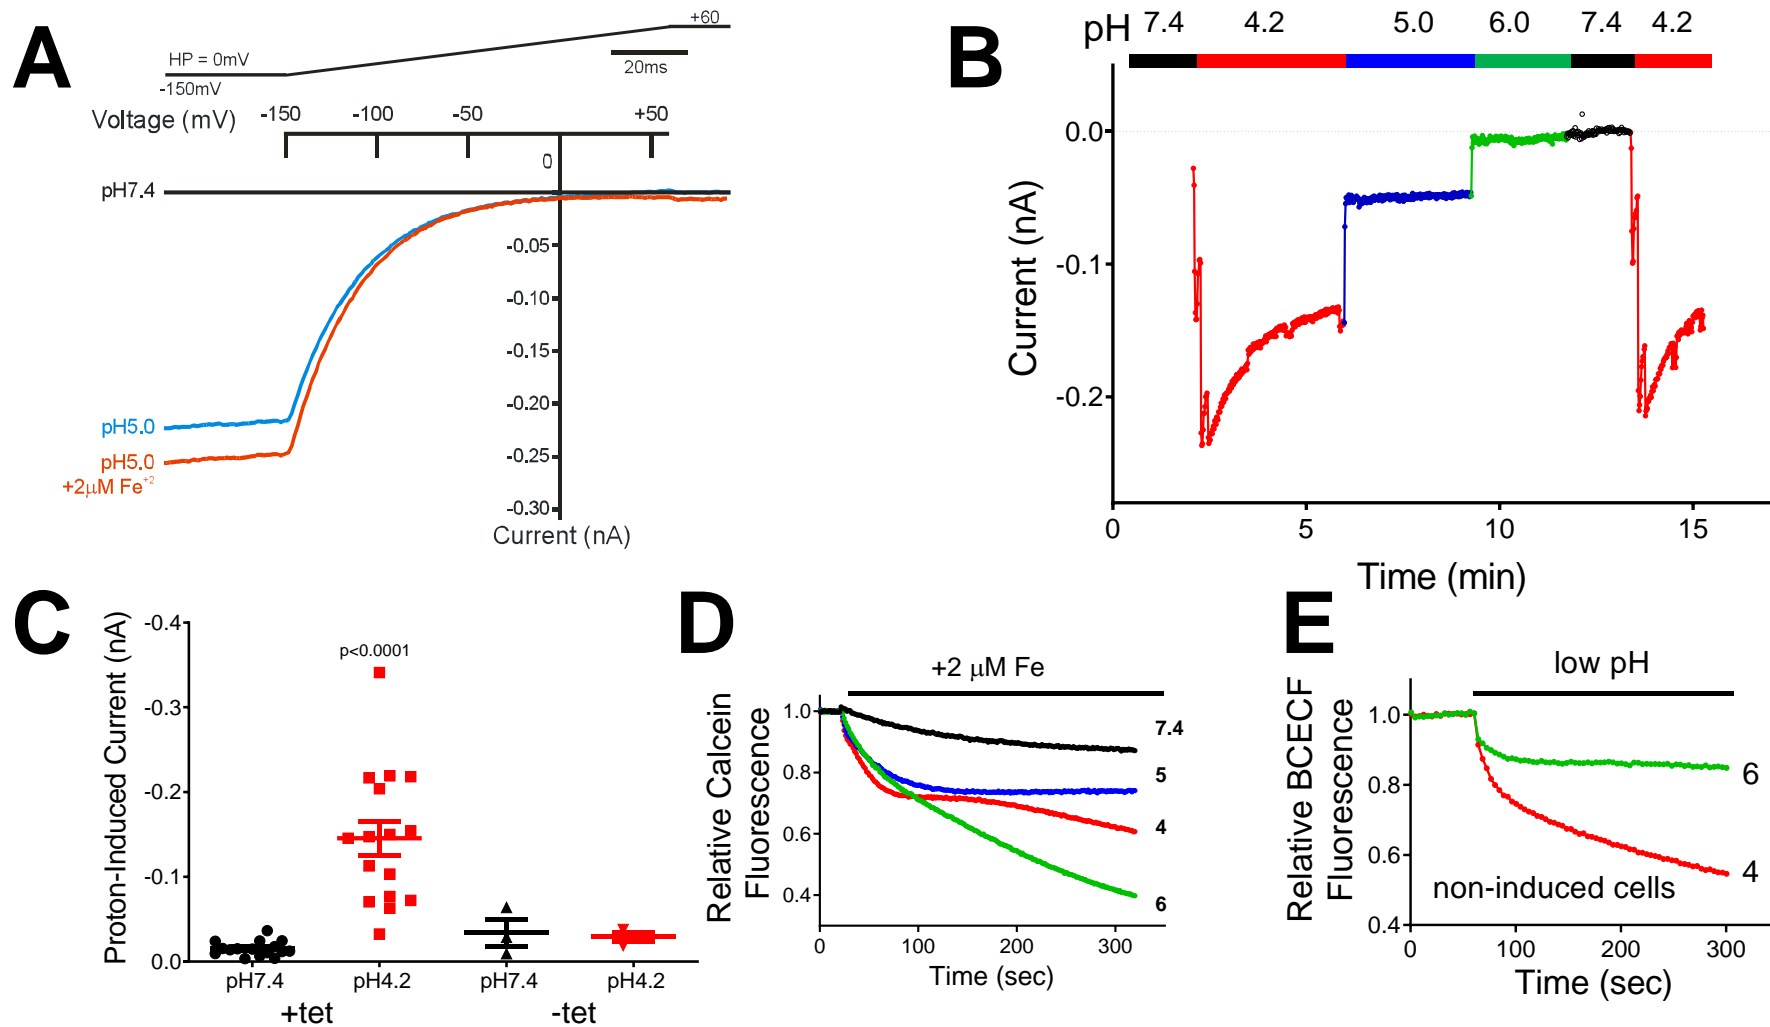 A
HP = 0mV
-150mV
+60
20ms
Voltage (mV)
-150
-100
-50
+50
0
pH7.4
-0.05
-0.10
-0.15
-0.20
-0.25
-0.30
pH5.0
pH5.0
+2μM Fe+2
Current (nA)
B
pH 7.4 4.2 5.0 6.0 7.4 4.2
0.0
-0.1
-0.2
Current (nA)
0 5 10 15
Time (min)
C
Proton-Induced Current (nA)
-0.4
-0.3
-0.2
-0.1
0.0
p<0.0001
pH7.4 pH4.2 pH7.4 pH4.2
+tet -tet
D
+2 μM Fe
Relative Calcein
Fluorescence
1.0
0.8
0.6
0.4
7.4
5
4
6
0 100 200 300
Time (sec)
E
low pH
Relative BCECF
Fluorescence
1.0
0.8
0.6
0.4
6
4
non-induced cells
0 100 200 300
Time (sec)